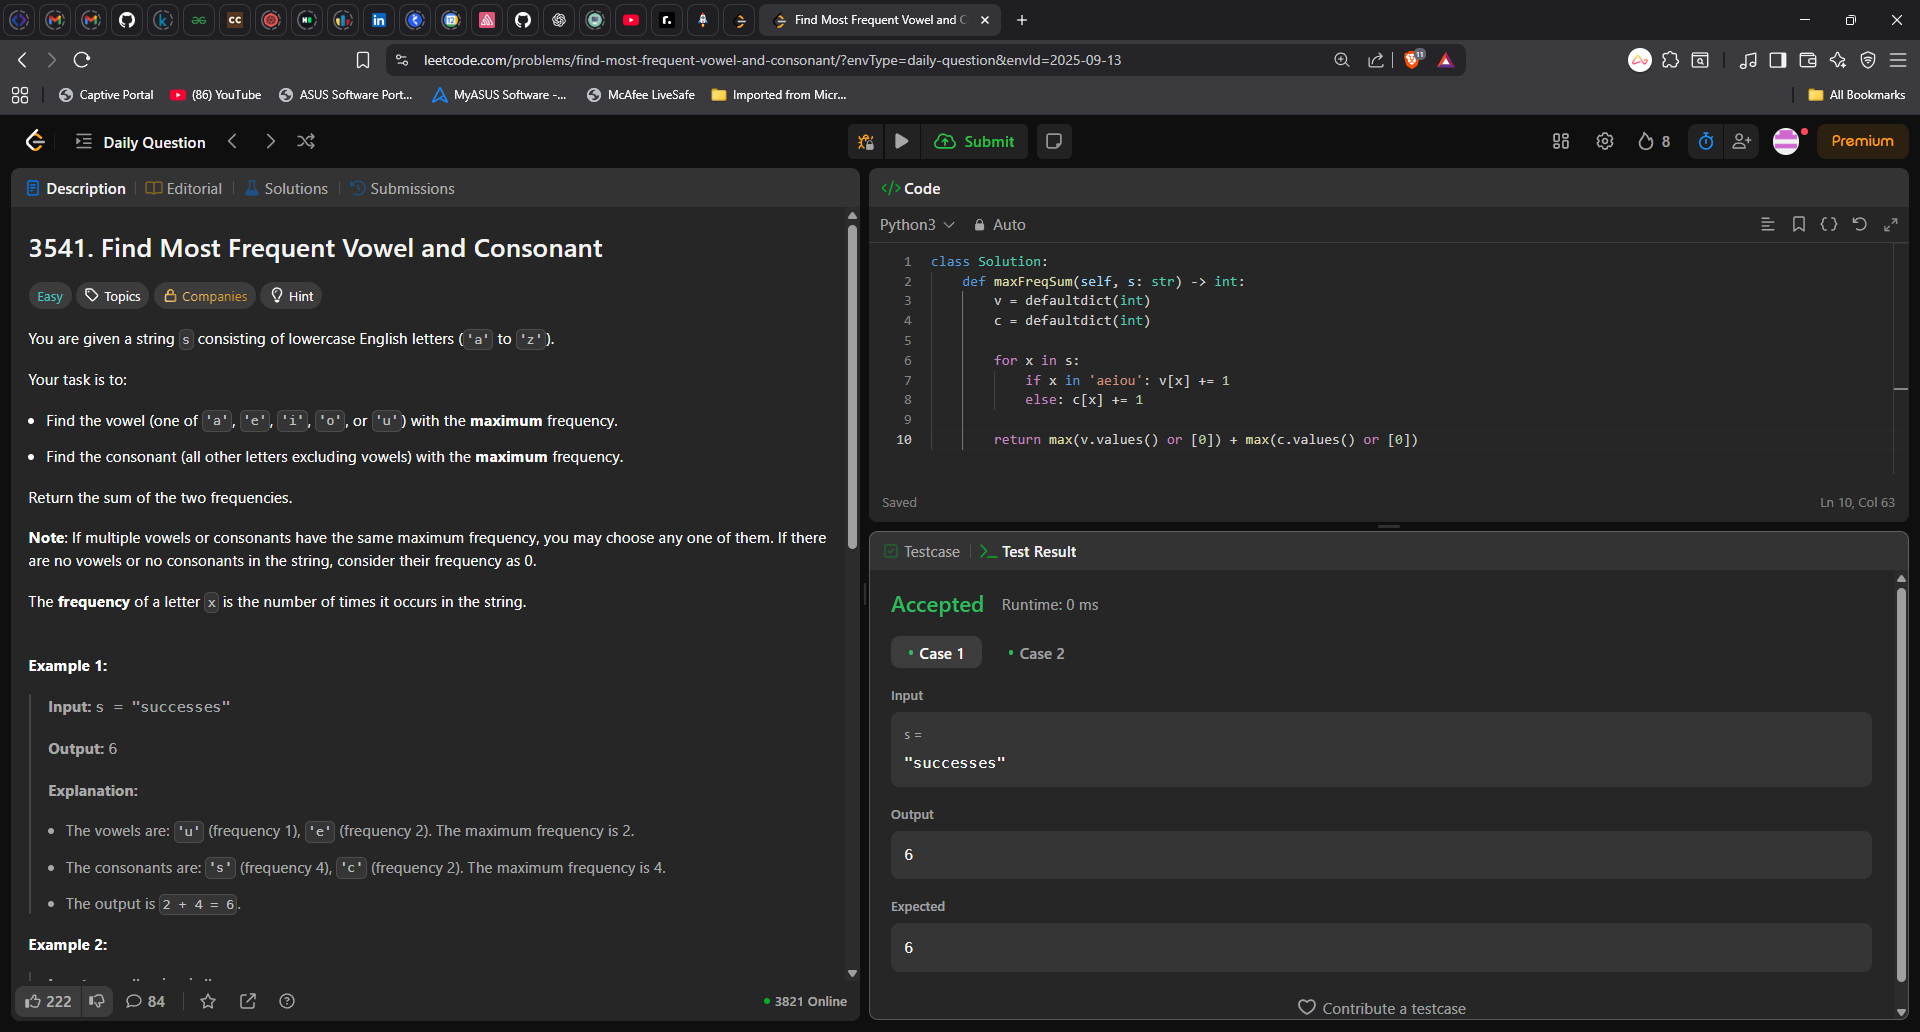 Find Most Frequent Vowel and C
leetcode.com/problems/find-most-frequent-vowel-and-consonant/?envType=daily-question&envId=2025-09-13
11
Captive Portal
(86) YouTube
ASUS Software Port...
MyASUS Software -...
McAfee LiveSafe
Imported from Micr...
All Bookmarks
Daily Question
Submit
8
Premium
Description
Editorial
Solutions
Submissions
3541. Find Most Frequent Vowel and Consonant
Easy
Topics
Companies
Hint
You are given a string s consisting of lowercase English letters ('a' to 'z').
Your task is to:
• Find the vowel (one of 'a', 'e', 'i', 'o', or 'u') with the maximum frequency.
• Find the consonant (all other letters excluding vowels) with the maximum frequency.
Return the sum of the two frequencies.
Note: If multiple vowels or consonants have the same maximum frequency, you may choose any one of them. If there
are no vowels or no consonants in the string, consider their frequency as 0.
The frequency of a letter x is the number of times it occurs in the string.
Example 1:
Input: s = "successes"
Output: 6
Explanation:
• The vowels are: 'u' (frequency 1), 'e' (frequency 2). The maximum frequency is 2.
• The consonants are: 's' (frequency 4), 'c' (frequency 2). The maximum frequency is 4.
• The output is 2 + 4 = 6.
Example 2:
222
84
3821 Online
</> Code
Python3
Auto
1 class Solution:
2 def maxFreqSum(self, s: str) -> int:
3 v = defaultdict(int)
4 c = defaultdict(int)
5
6 for x in s:
7 if x in 'aeiou': v[x] += 1
8 else: c[x] += 1
9
10 return max(v.values() or [0]) + max(c.values() or [0])
Saved
Ln 10, Col 63
Testcase
>_ Test Result
Accepted
Runtime: 0 ms
• Case 1
• Case 2
Input
s =
"successes"
Output
6
Expected
6
Contribute a testcase